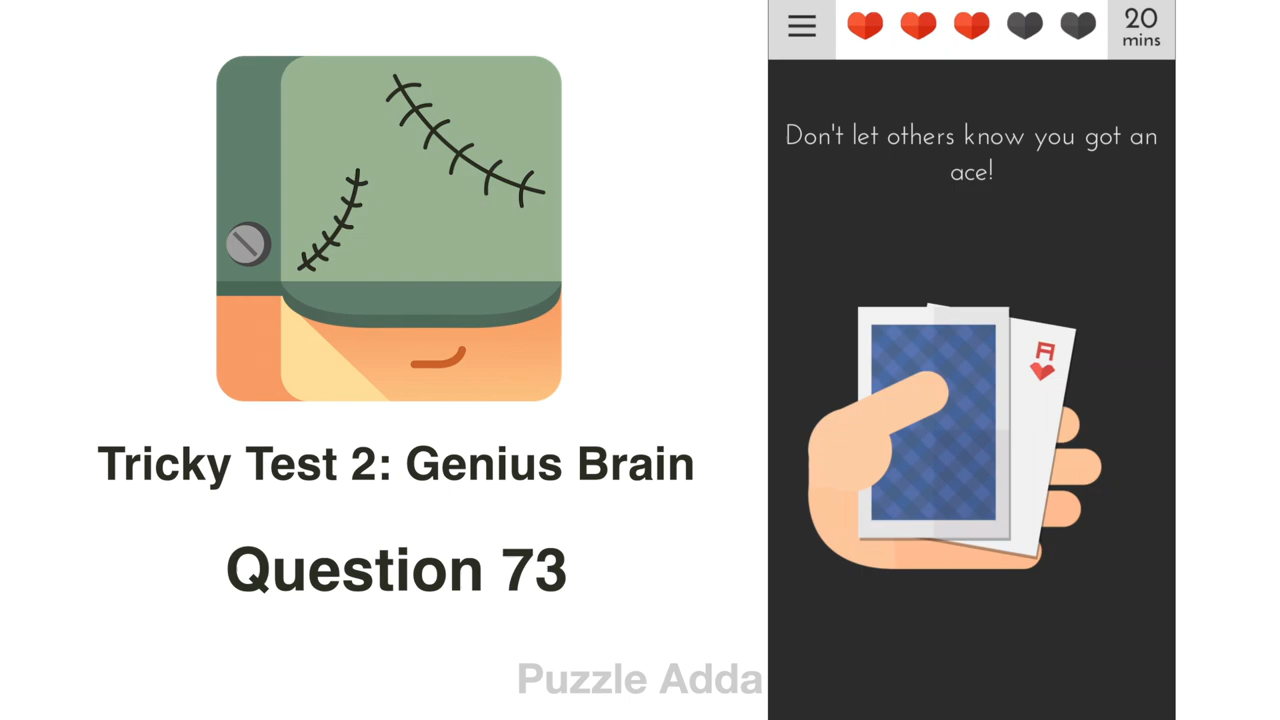 20
mins
Don't let others know you got an
ace!
A
Tricky Test 2: Genius Brain
Question 73
Puzzle Adda